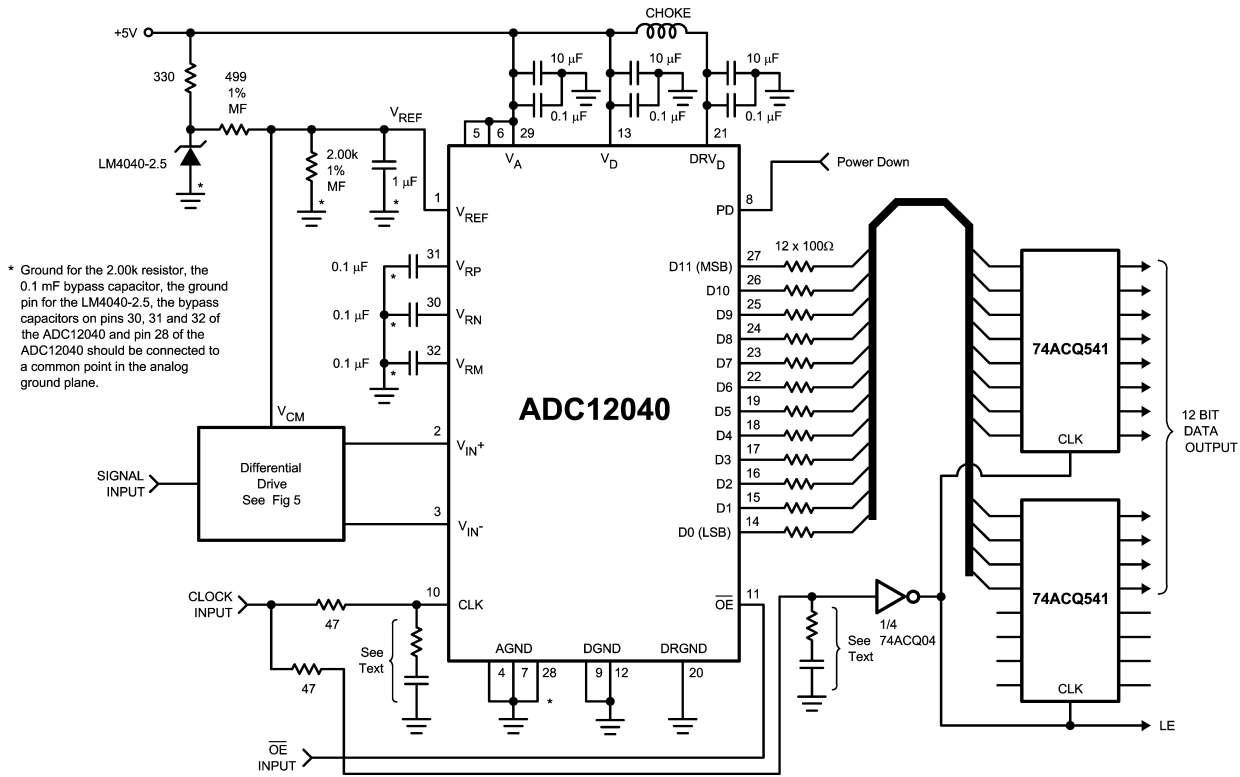 CHOKE
+5V
10 µF
10 µF
10 µF
330
499
1%
MF
0.1 µF
0.1 µF
0.1 µF
VREF
5
6
29
13
21
VA
VD
DRVD
LM4040-2.5
*
2.00k
1%
MF
*
1 µF
*
Power Down
8
PD
1
VREF
12 x 100Ω
* Ground for the 2.00k resistor, the
0.1 mF bypass capacitor, the ground
pin for the LM4040-2.5, the bypass
capacitors on pins 30, 31 and 32 of
the ADC12040 and pin 28 of the
ADC12040 should be connected to
a common point in the analog
ground plane.
0.1 µF
*
31
VRP
0.1 µF
*
30
VRN
0.1 µF
*
32
VRM
D11 (MSB)
27
D10
26
D9
25
D8
24
D7
23
D6
22
D5
19
D4
18
D3
17
D2
16
D1
15
D0 (LSB)
14
ADC12040
74ACQ541
CLK
12 BIT
DATA
OUTPUT
VCM
SIGNAL
INPUT
Differential
Drive
See Fig 5
2
VIN+
3
VIN-
CLOCK
INPUT
47
10
CLK
OE
11
1/4
74ACQ04
74ACQ541
CLK
See
Text
See
Text
47
AGND
DGND
DRGND
4
7
28
9
12
20
*
LE
OE
INPUT